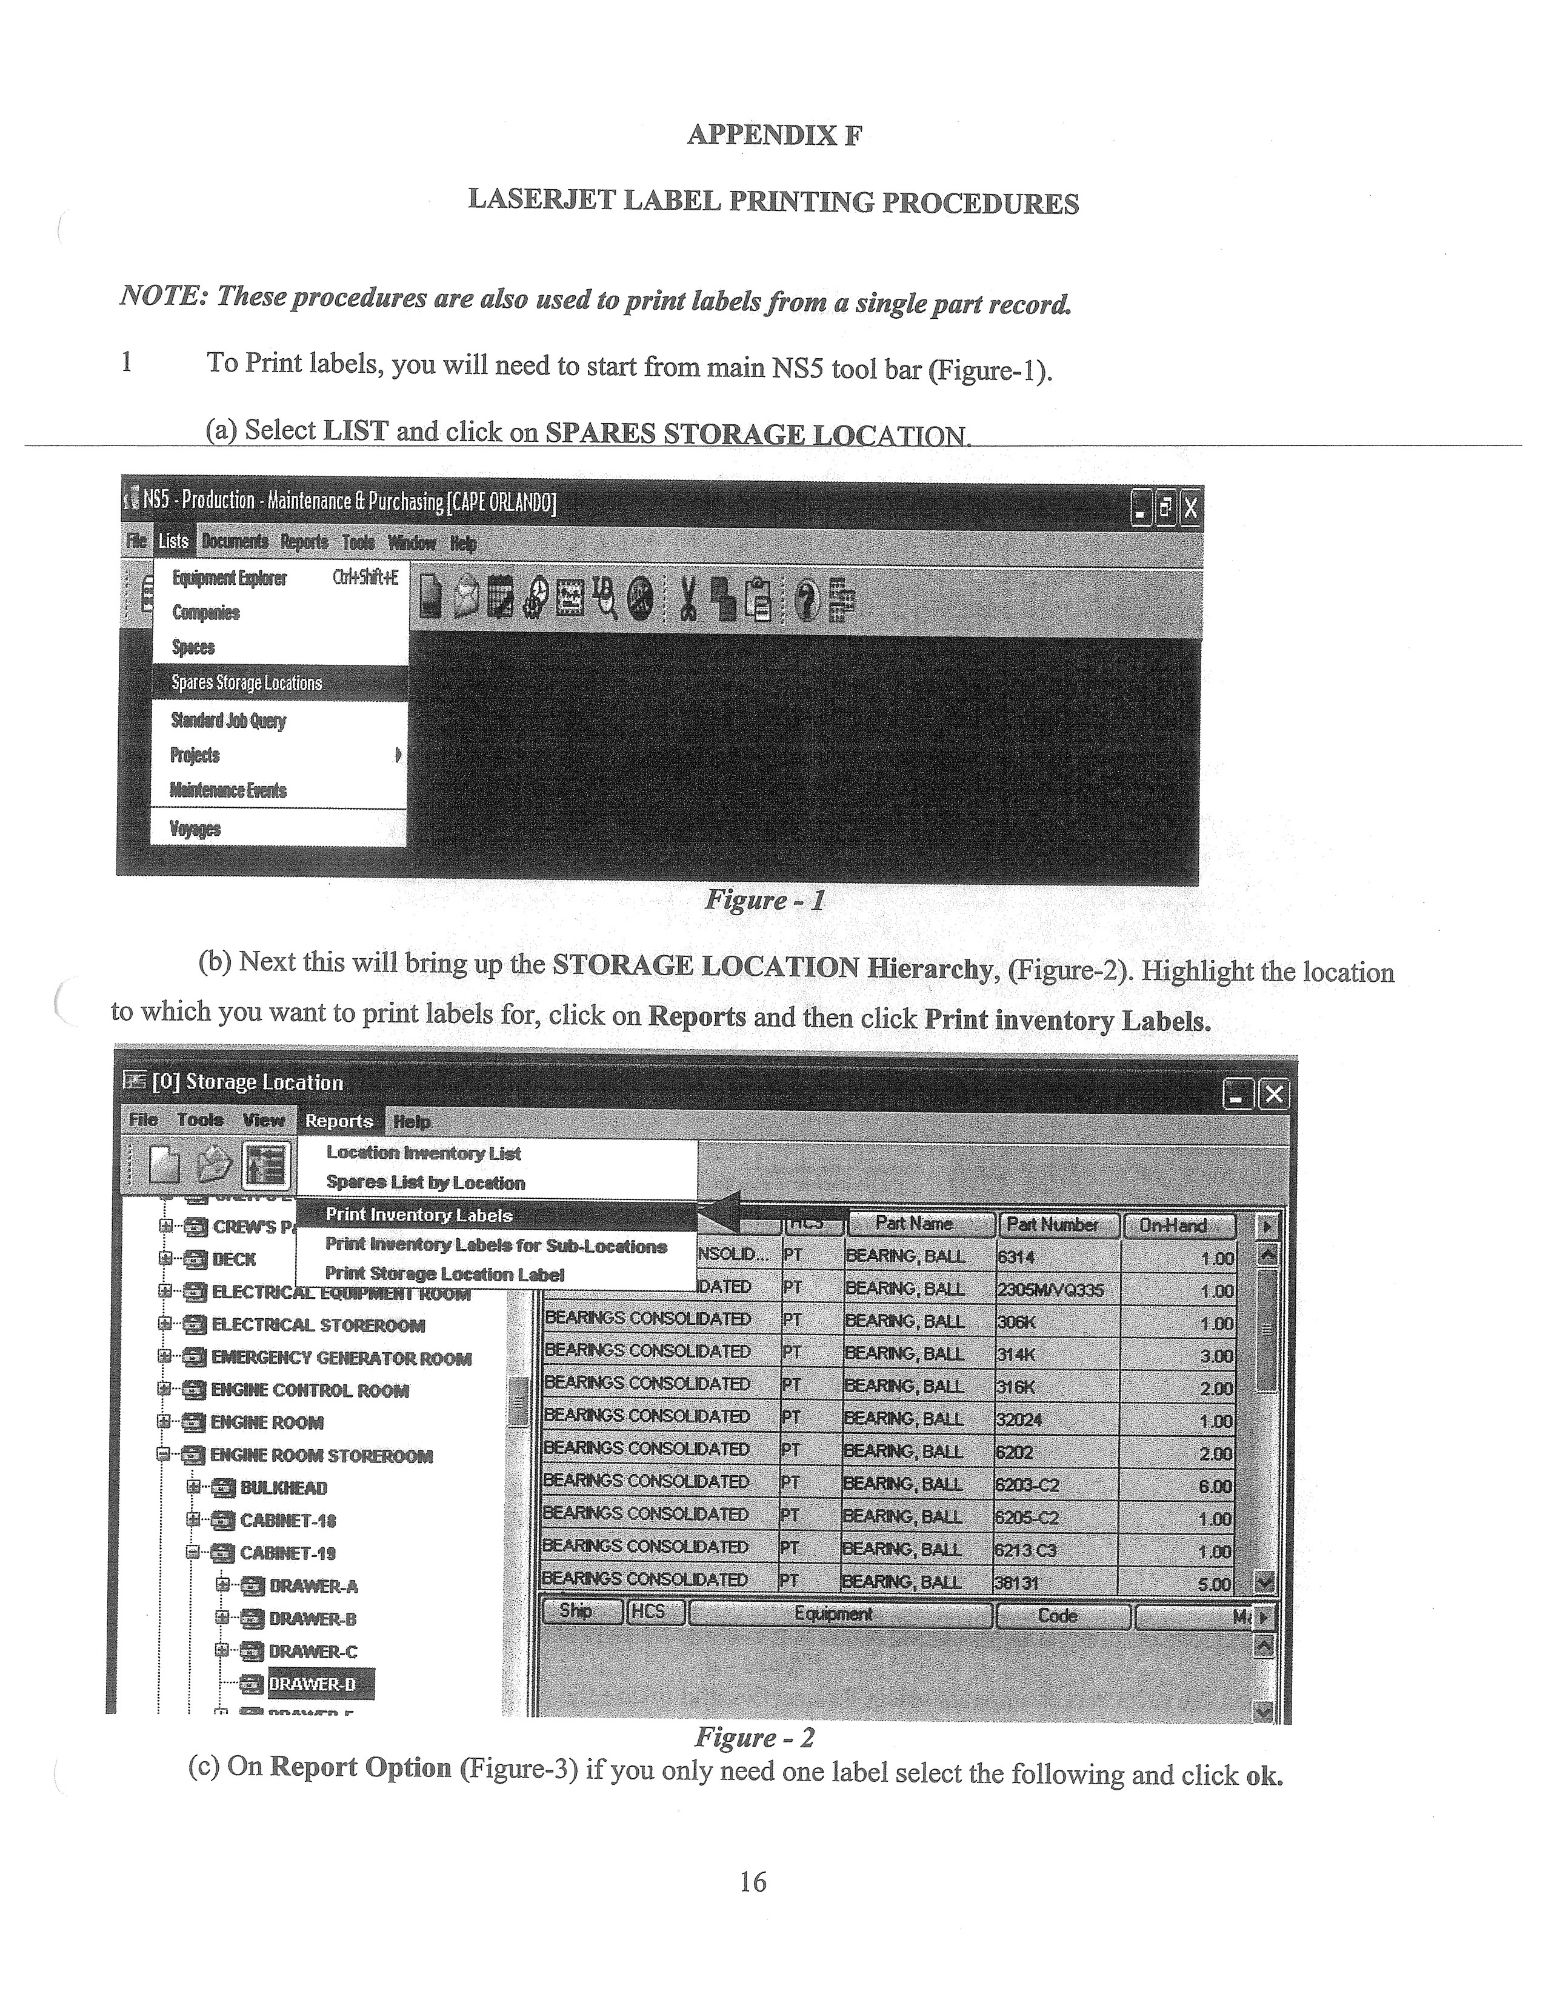 APPENDIX F
LASERJET LABEL PRINTING PROCEDURES
NOTE: These procedures are also used to print labels from a single part record.
1 To Print labels, you will need to start from main NS5 tool bar (Figure-1).
(a) Select LIST and click on SPARES STORAGE LOCATION.
NS5 - Production - Maintenance & Purchasing [CAPE ORLANDO]
File Lists Documents Reports Tools Window Help
Equipment Explorer Ctrl+Shift+E
Companies
Spaces
Spares Storage Locations
Standard Job Query
Projects
Maintenance Events
Voyages
Figure - 1
(b) Next this will bring up the STORAGE LOCATION Hierarchy, (Figure-2). Highlight the location
to which you want to print labels for, click on Reports and then click Print inventory Labels.
[0] Storage Location
File Tools View Reports Help
Location Inventory List
Spares List by Location
Print Inventory Labels
Print Inventory Labels for Sub-Locations
Print Storage Location Label
CREW'S
DECK
ELECTRICAL EQUIPMENT ROOM
ELECTRICAL STOREROOM
EMERGENCY GENERATOR ROOM
ENGINE CONTROL ROOM
ENGINE ROOM
ENGINE ROOM STOREROOM
BULKHEAD
CABINET-18
CABINET-19
DRAWER-A
DRAWER-B
DRAWER-C
DRAWER-D
HCS Part Name Part Number On-Hand
NSOLID... PT BEARING, BALL 6314 1.00
IDATED PT BEARING, BALL 2305M/VQ335 1.00
BEARINGS CONSOLIDATED PT BEARING, BALL 306K 1.00
BEARINGS CONSOLIDATED PT BEARING, BALL 314K 3.00
BEARINGS CONSOLIDATED PT BEARING, BALL 316K 2.00
BEARINGS CONSOLIDATED PT BEARING, BALL 32024 1.00
BEARINGS CONSOLIDATED PT BEARING, BALL 6202 2.00
BEARINGS CONSOLIDATED PT BEARING, BALL 6203-C2 6.00
BEARINGS CONSOLIDATED PT BEARING, BALL 6205-C2 1.00
BEARINGS CONSOLIDATED PT BEARING, BALL 6213 C3 1.00
BEARINGS CONSOLIDATED PT BEARING, BALL 38131 5.00
Ship HCS Equipment Code
Figure - 2
(c) On Report Option (Figure-3) if you only need one label select the following and click ok.
16